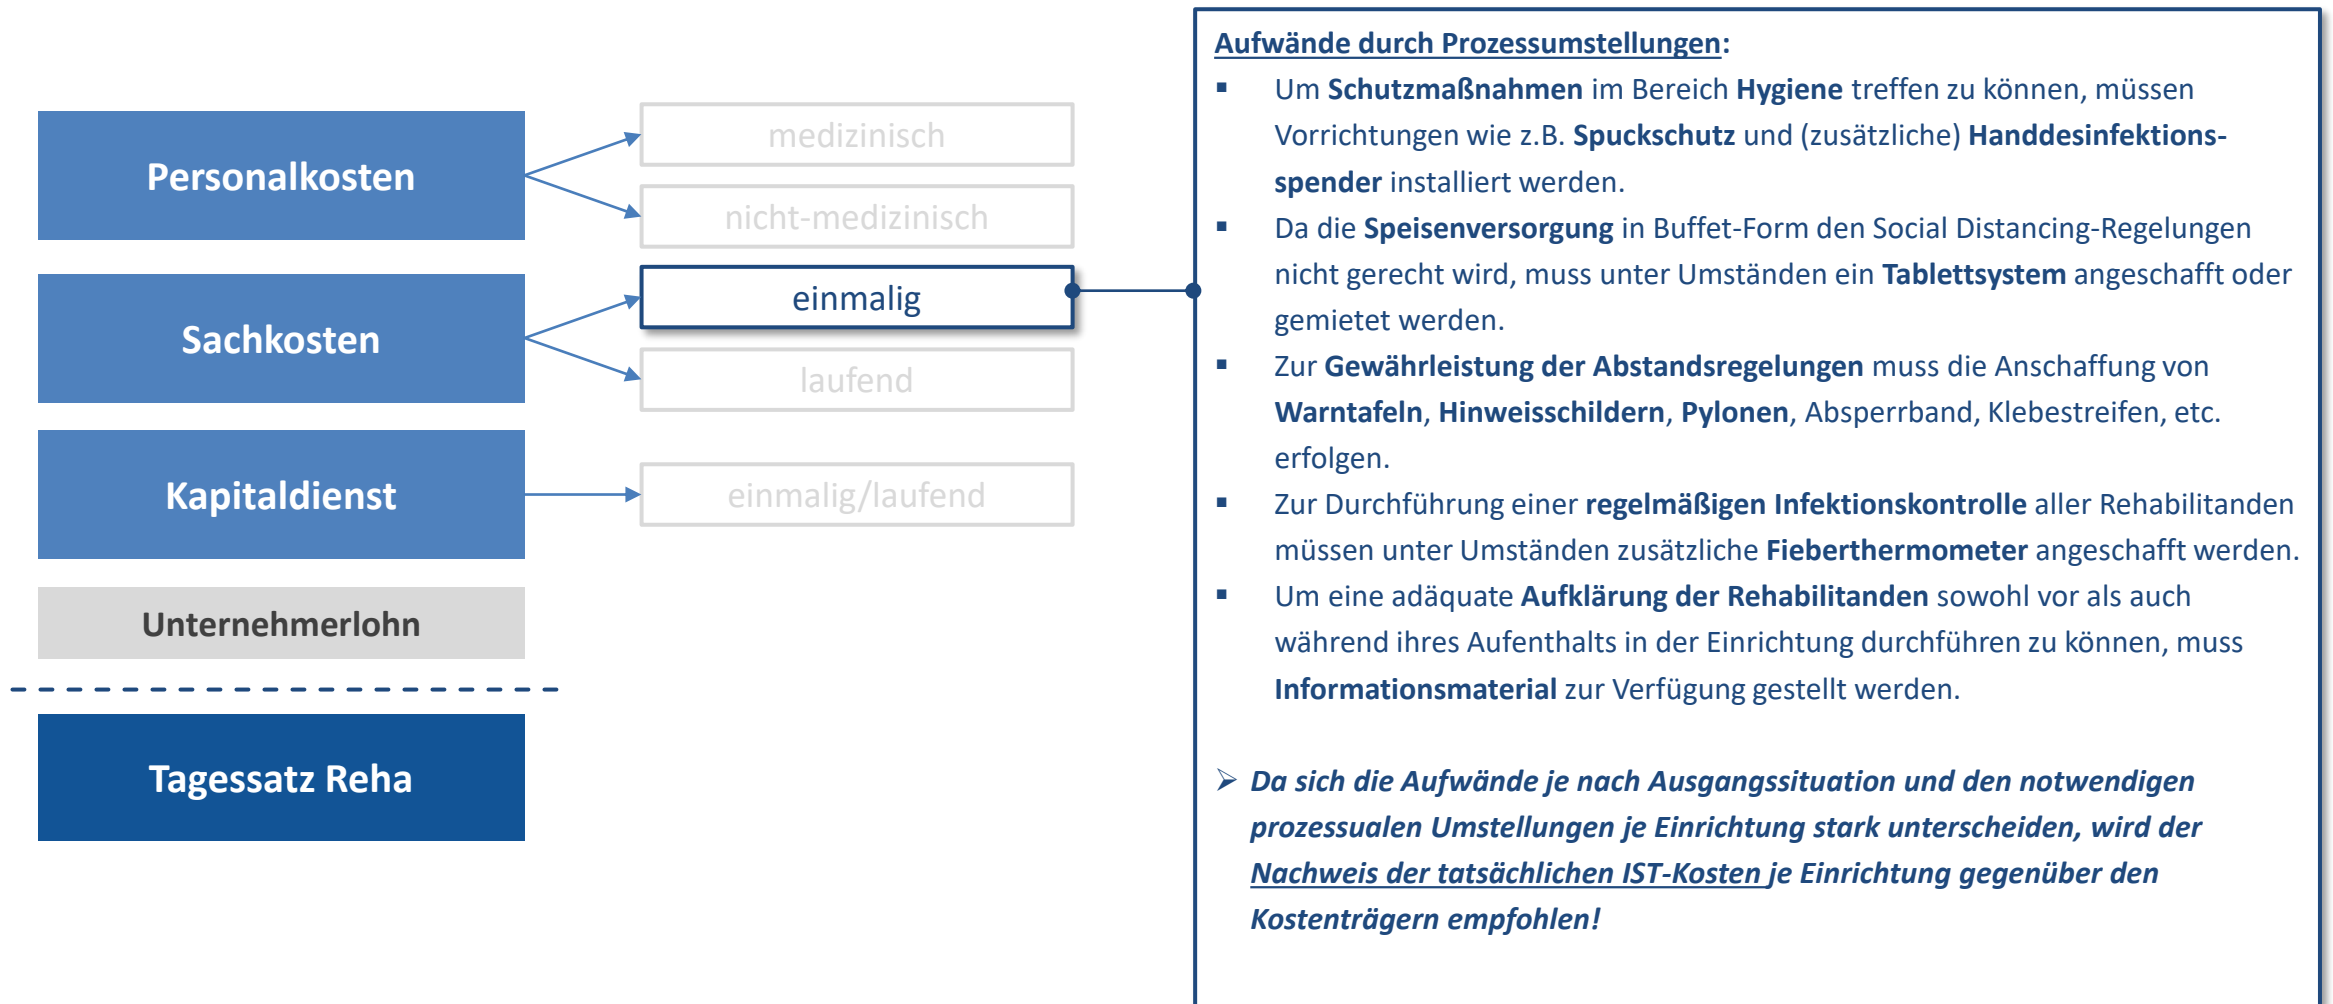 Personalkosten
medizinisch
nicht-medizinisch
Sachkosten
einmalig
laufend
Kapitaldienst
einmalig/laufend
Unternehmerlohn
Tagessatz Reha
Aufwände durch Prozessumstellungen:
▪ Um Schutzmaßnahmen im Bereich Hygiene treffen zu können, müssen
Vorrichtungen wie z.B. Spuckschutz und (zusätzliche) Handdesinfektions-
spender installiert werden.
▪ Da die Speisenversorgung in Buffet-Form den Social Distancing-Regelungen
nicht gerecht wird, muss unter Umständen ein Tablettsystem angeschafft oder
gemietet werden.
▪ Zur Gewährleistung der Abstandsregelungen muss die Anschaffung von
Warntafeln, Hinweisschildern, Pylonen, Absperrband, Klebestreifen, etc.
erfolgen.
▪ Zur Durchführung einer regelmäßigen Infektionskontrolle aller Rehabilitanden
müssen unter Umständen zusätzliche Fieberthermometer angeschafft werden.
▪ Um eine adäquate Aufklärung der Rehabilitanden sowohl vor als auch
während ihres Aufenthalts in der Einrichtung durchführen zu können, muss
Informationsmaterial zur Verfügung gestellt werden.
➢ Da sich die Aufwände je nach Ausgangssituation und den notwendigen
prozessualen Umstellungen je Einrichtung stark unterscheiden, wird der
Nachweis der tatsächlichen IST-Kosten je Einrichtung gegenüber den
Kostenträgern empfohlen!